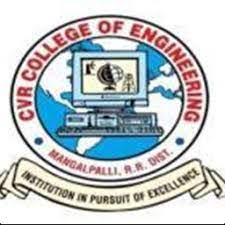 CVR COLLEGE OF ENGINEERING
MANGALPALLI, R.R. DIST.
INSTITUTION IN PURSUIT OF EXCELLENCE